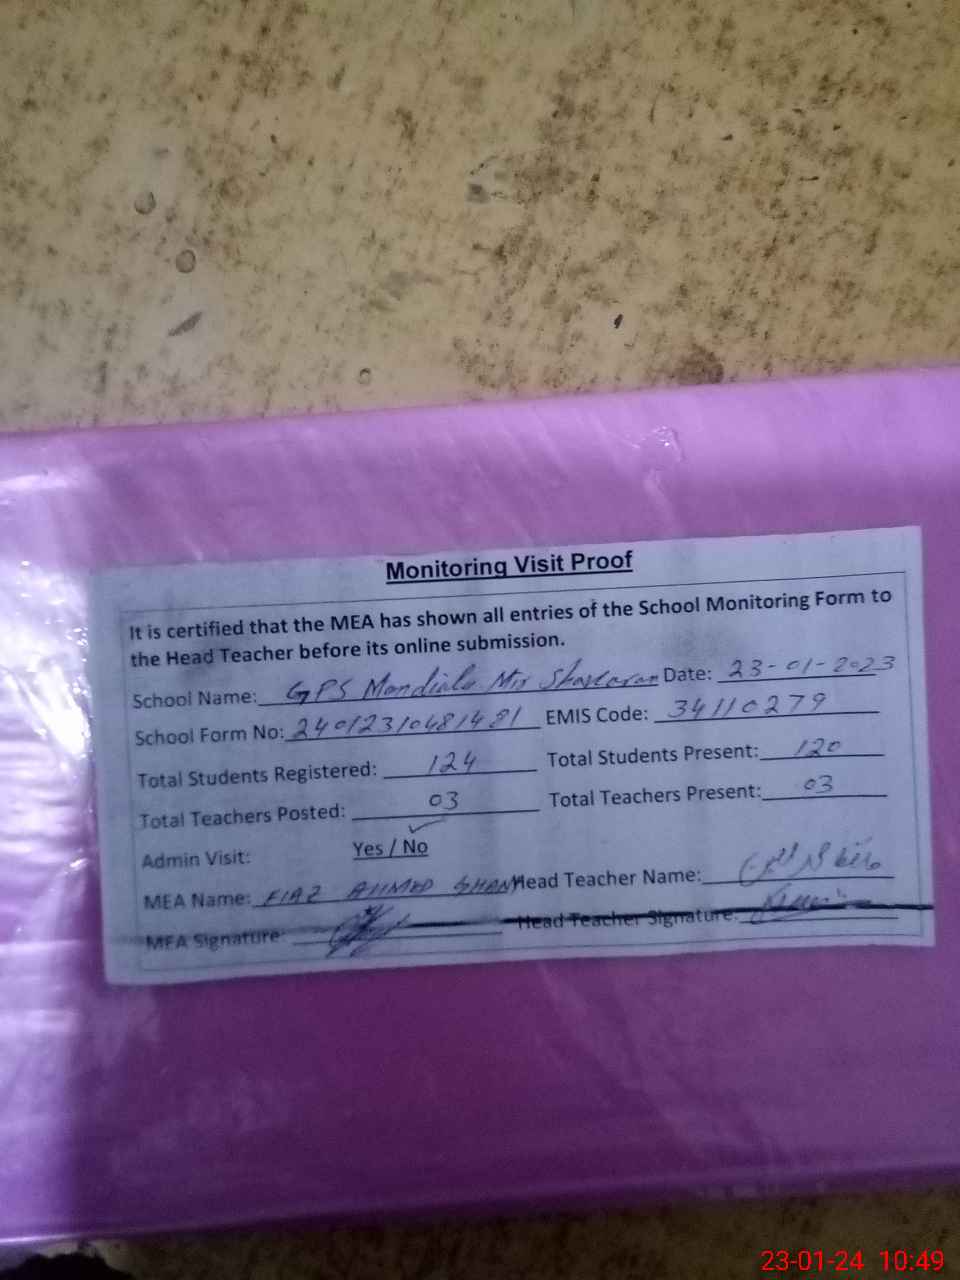 Monitoring Visit Proof
It is certified that the MEA has shown all entries of the School Monitoring Form to
the Head Teacher before its online submission.
School Name: GPS Mandiala Mir Shakaran Date: 23-01-2023
School Form No: 24012310481481 EMIS Code: 34110279
Total Students Registered: 124 Total Students Present: 120
Total Teachers Posted: 03 Total Teachers Present: 03
Admin Visit: Yes / No
MEA Name: FIAZ AHMED Head Teacher Name:
MEA Signature: Head Teacher Signature:
23-01-24 10:49